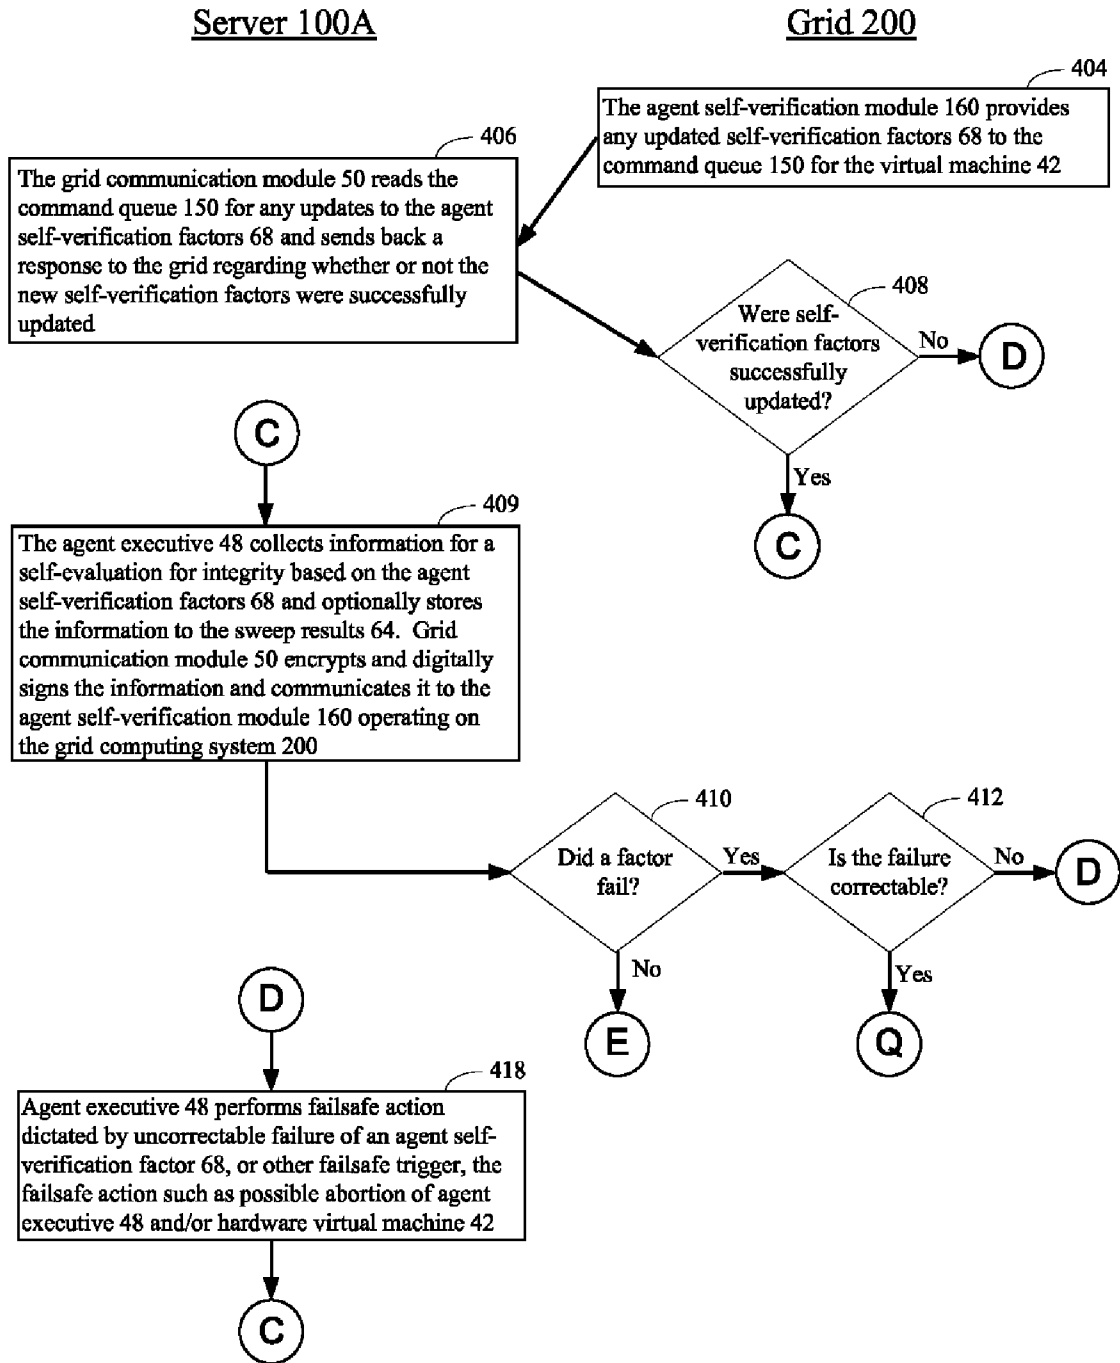 Server 100A
Grid 200
404
The agent self-verification module 160 provides
any updated self-verification factors 68 to the
command queue 150 for the virtual machine 42
406
The grid communication module 50 reads the
command queue 150 for any updates to the agent
self-verification factors 68 and sends back a
response to the grid regarding whether or not the
new self-verification factors were successfully
updated
408
Were self-
verification factors
successfully
updated?
No
D
Yes
C
C
409
The agent executive 48 collects information for a
self-evaluation for integrity based on the agent
self-verification factors 68 and optionally stores
the information to the sweep results 64. Grid
communication module 50 encrypts and digitally
signs the information and communicates it to the
agent self-verification module 160 operating on
the grid computing system 200
410
Did a factor
fail?
Yes
No
E
412
Is the failure
correctable?
No
D
Yes
Q
D
418
Agent executive 48 performs failsafe action
dictated by uncorrectable failure of an agent self-
verification factor 68, or other failsafe trigger, the
failsafe action such as possible abortion of agent
executive 48 and/or hardware virtual machine 42
C